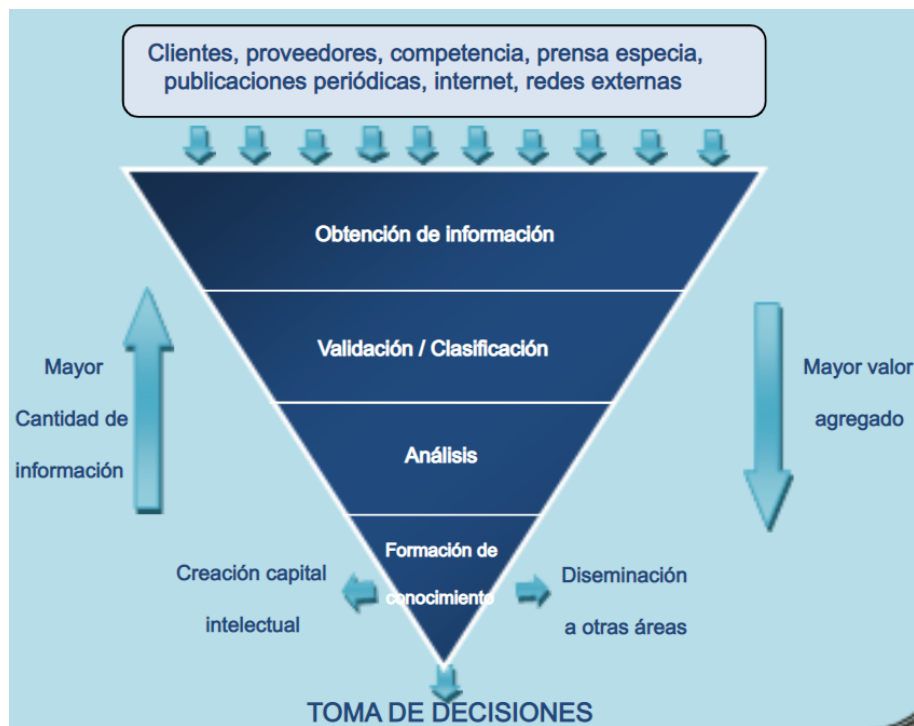 Clientes, proveedores, competencia, prensa especia,
publicaciones periódicas, internet, redes externas
Obtención de información
Validación / Clasificación
Mayor
Cantidad de
información
Mayor valor
agregado
Análisis
Formación de
conocimiento
Creación capital
intelectual
Diseminación
a otras áreas
TOMA DE DECISIONES